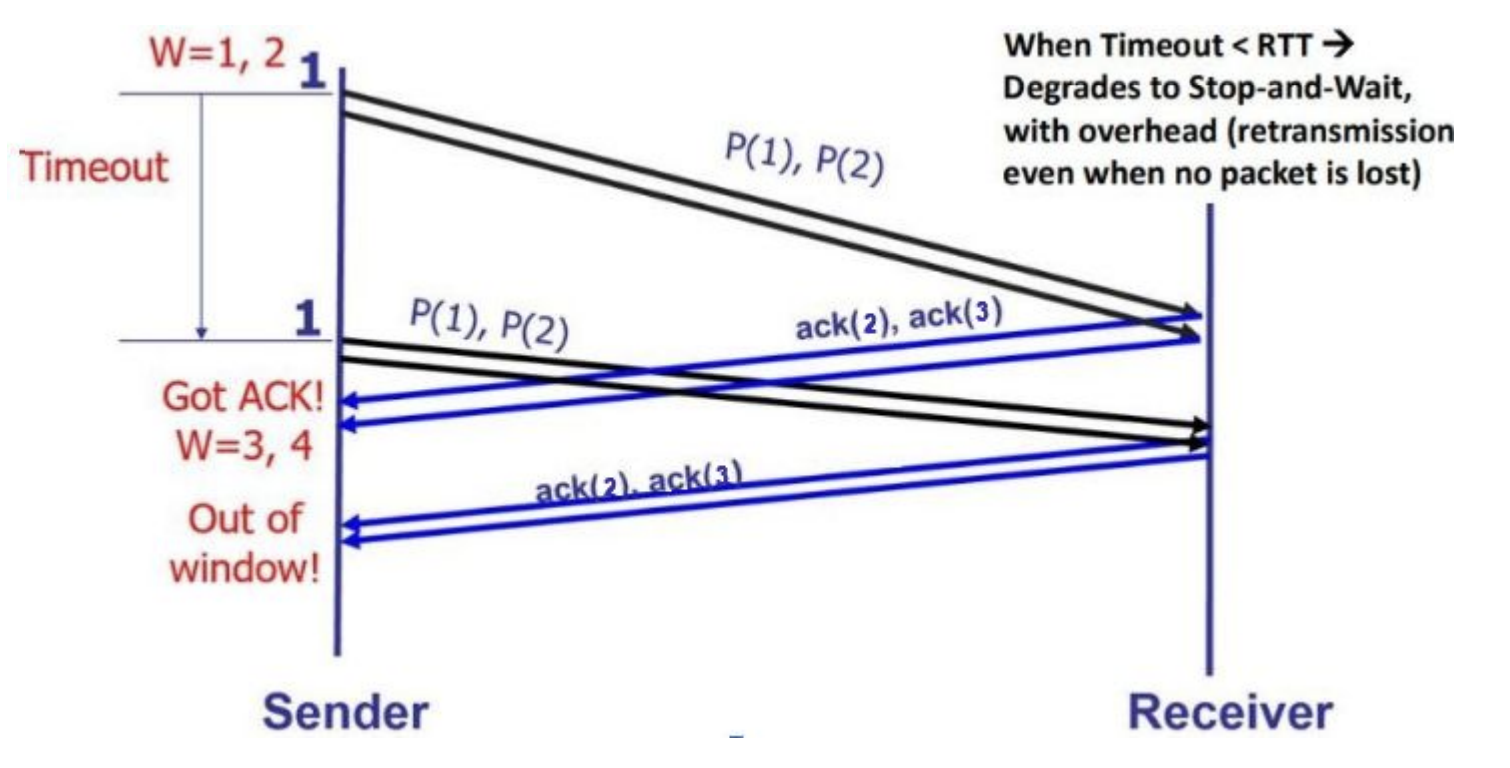 W=1, 2
1
When Timeout < RTT →
Degrades to Stop-and-Wait,
with overhead (retransmission
even when no packet is lost)
P(1), P(2)
Timeout
1
P(1), P(2)
ack(2), ack(3)
Got ACK!
W=3, 4
ack(2), ack(3)
Out of
window!
Sender
Receiver